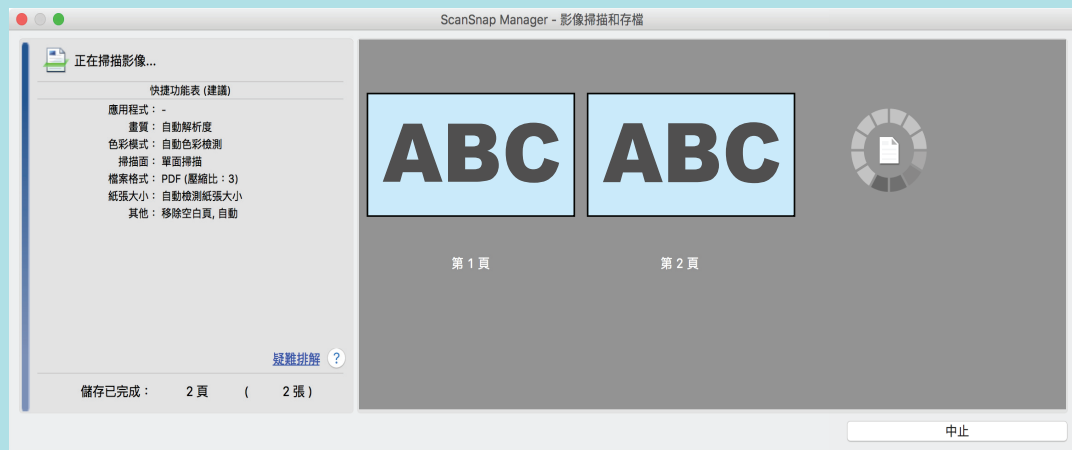 ScanSnap Manager - 影像掃描和存檔
正在掃描影像...
快捷功能表 (建議)
應用程式： -
畫質： 自動解析度
色彩模式： 自動色彩檢測
掃描面： 單面掃描
檔案格式： PDF (壓縮比：3)
紙張大小： 自動檢測紙張大小
其他： 移除空白頁, 自動
疑難排解 ?
儲存已完成： 2 頁 ( 2 張 )
ABC ABC
第 1 頁 第 2 頁
中止